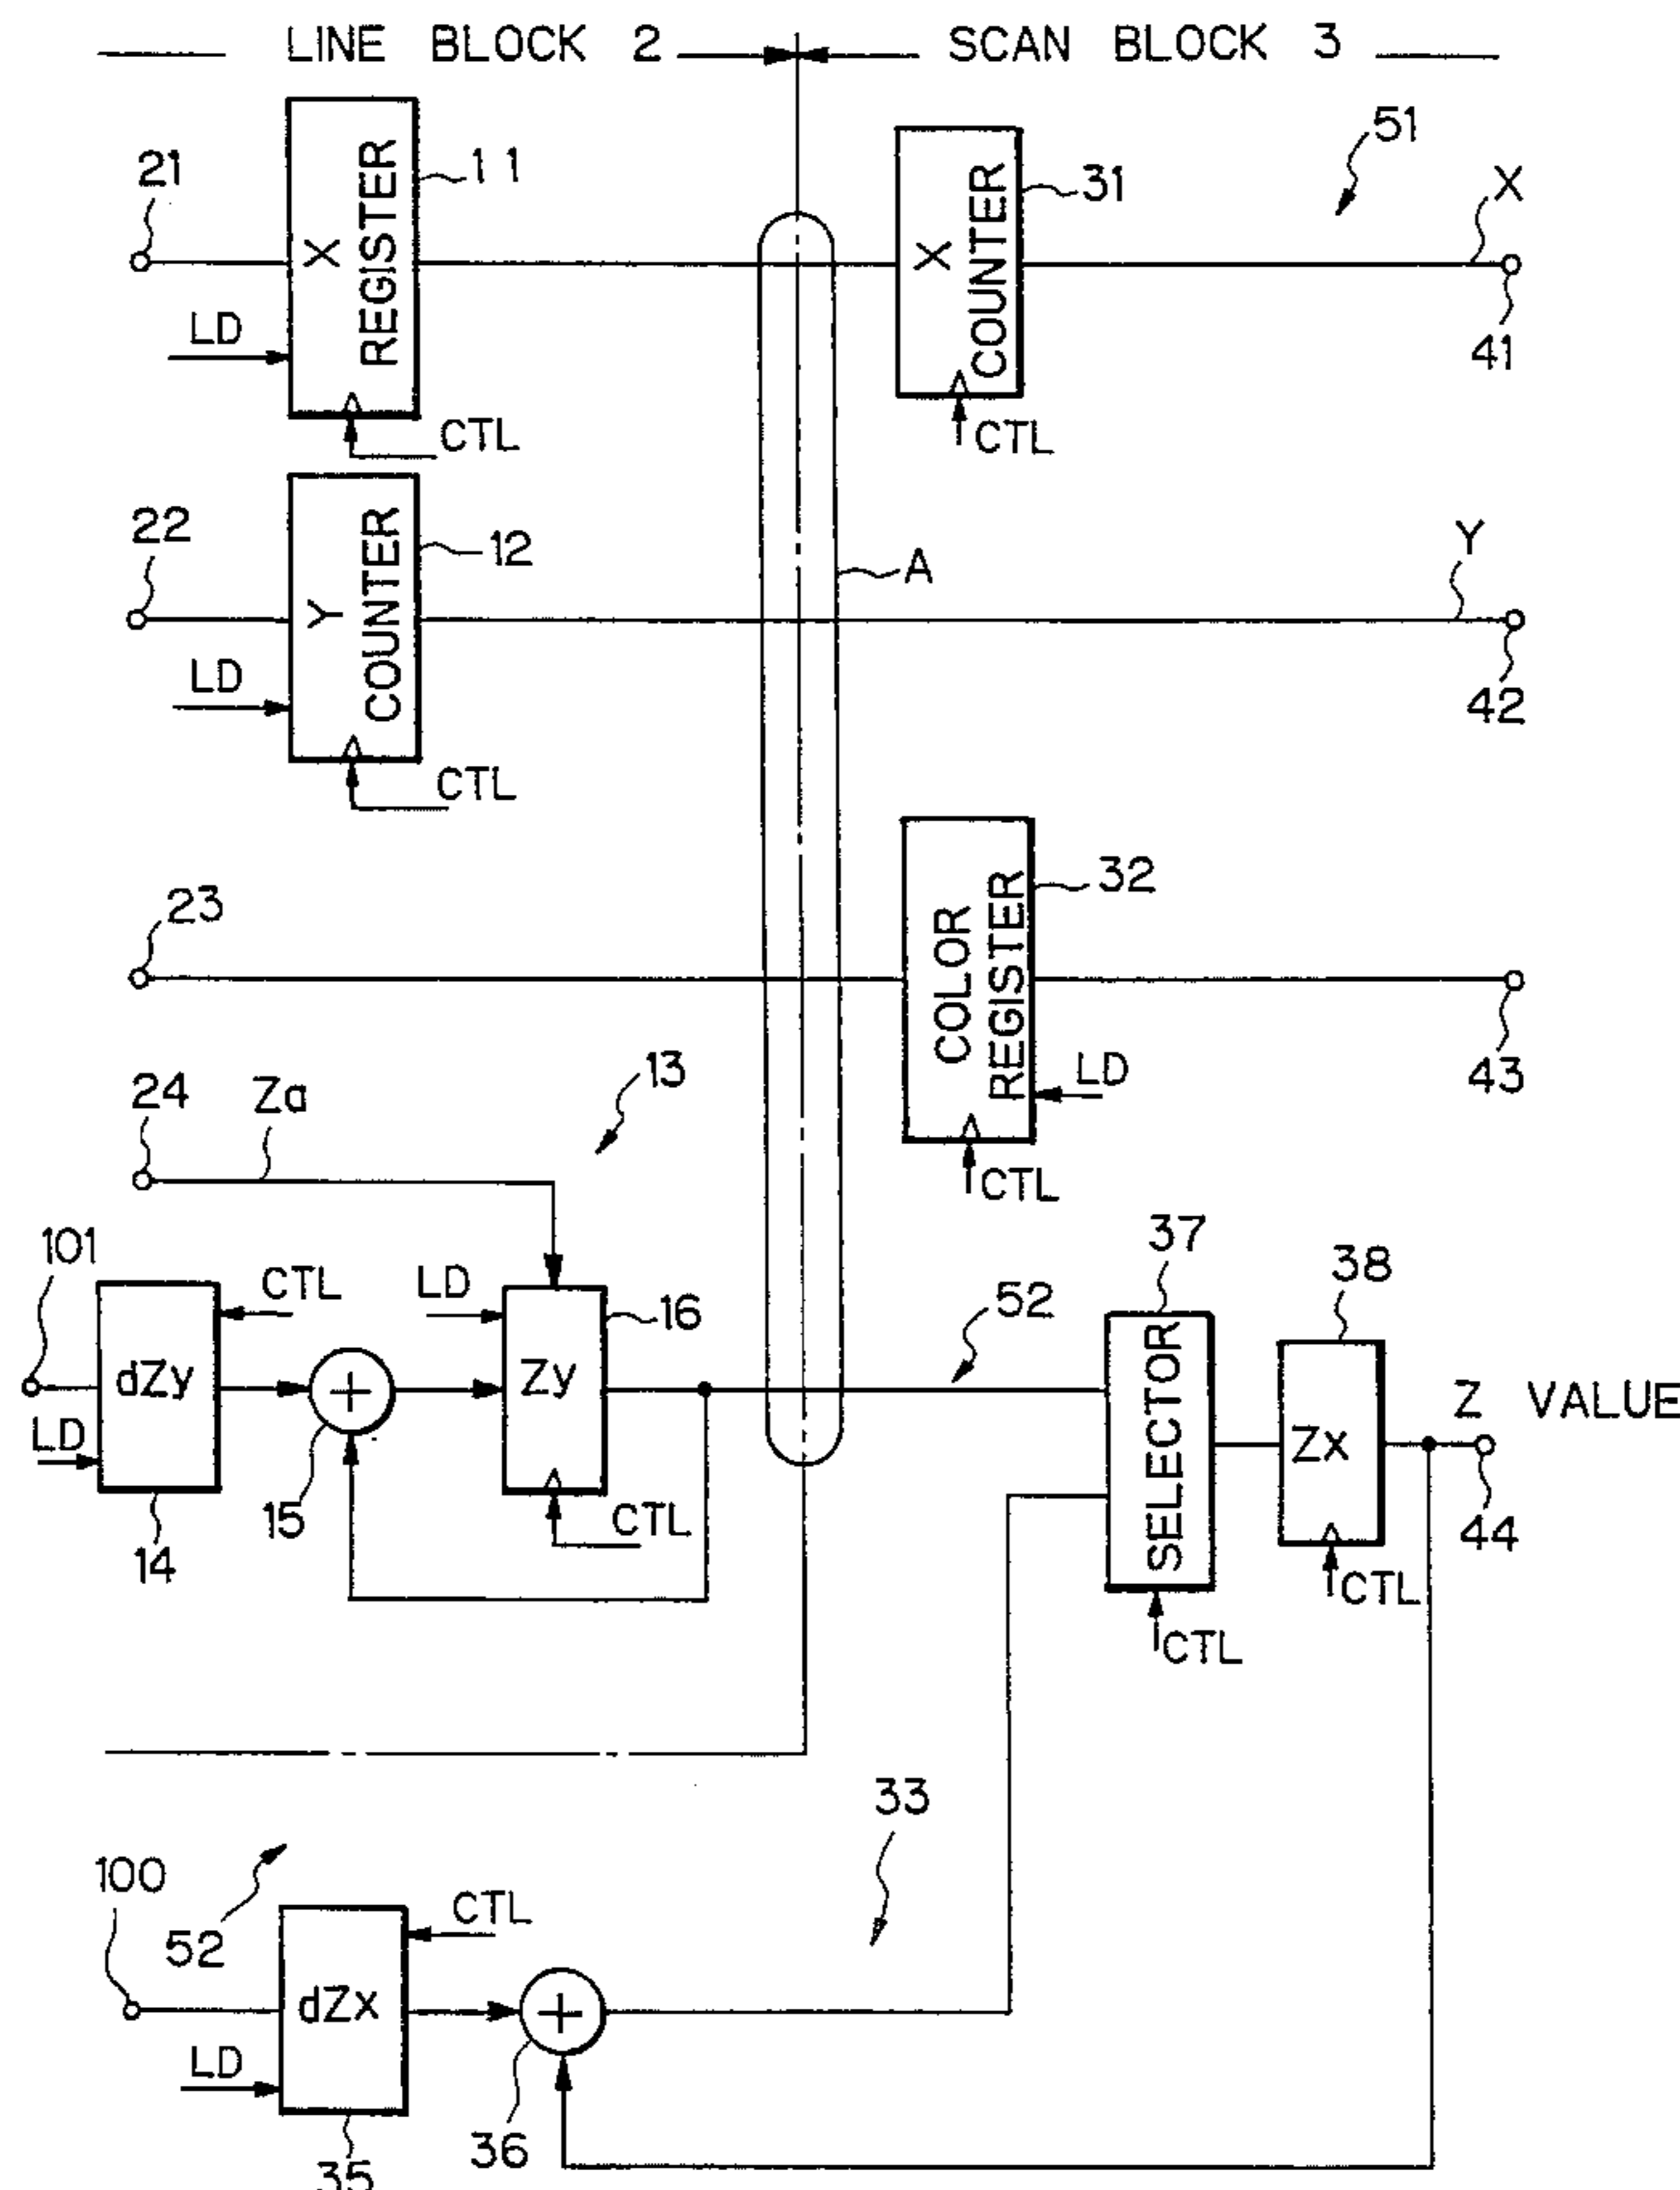 LINE BLOCK 2
SCAN BLOCK 3
21
X REGISTER
11
LD
CTL
X COUNTER
31
CTL
51
X
41
22
Y COUNTER
12
LD
CTL
A
Y
42
23
COLOR REGISTER
32
LD
CTL
43
24
Za
13
101
dZy
CTL
LD
14
15
LD
Zy
16
CTL
52
37
SELECTOR
CTL
38
Zx
CTL
Z VALUE
44
33
100
52
dZx
CTL
LD
35
36